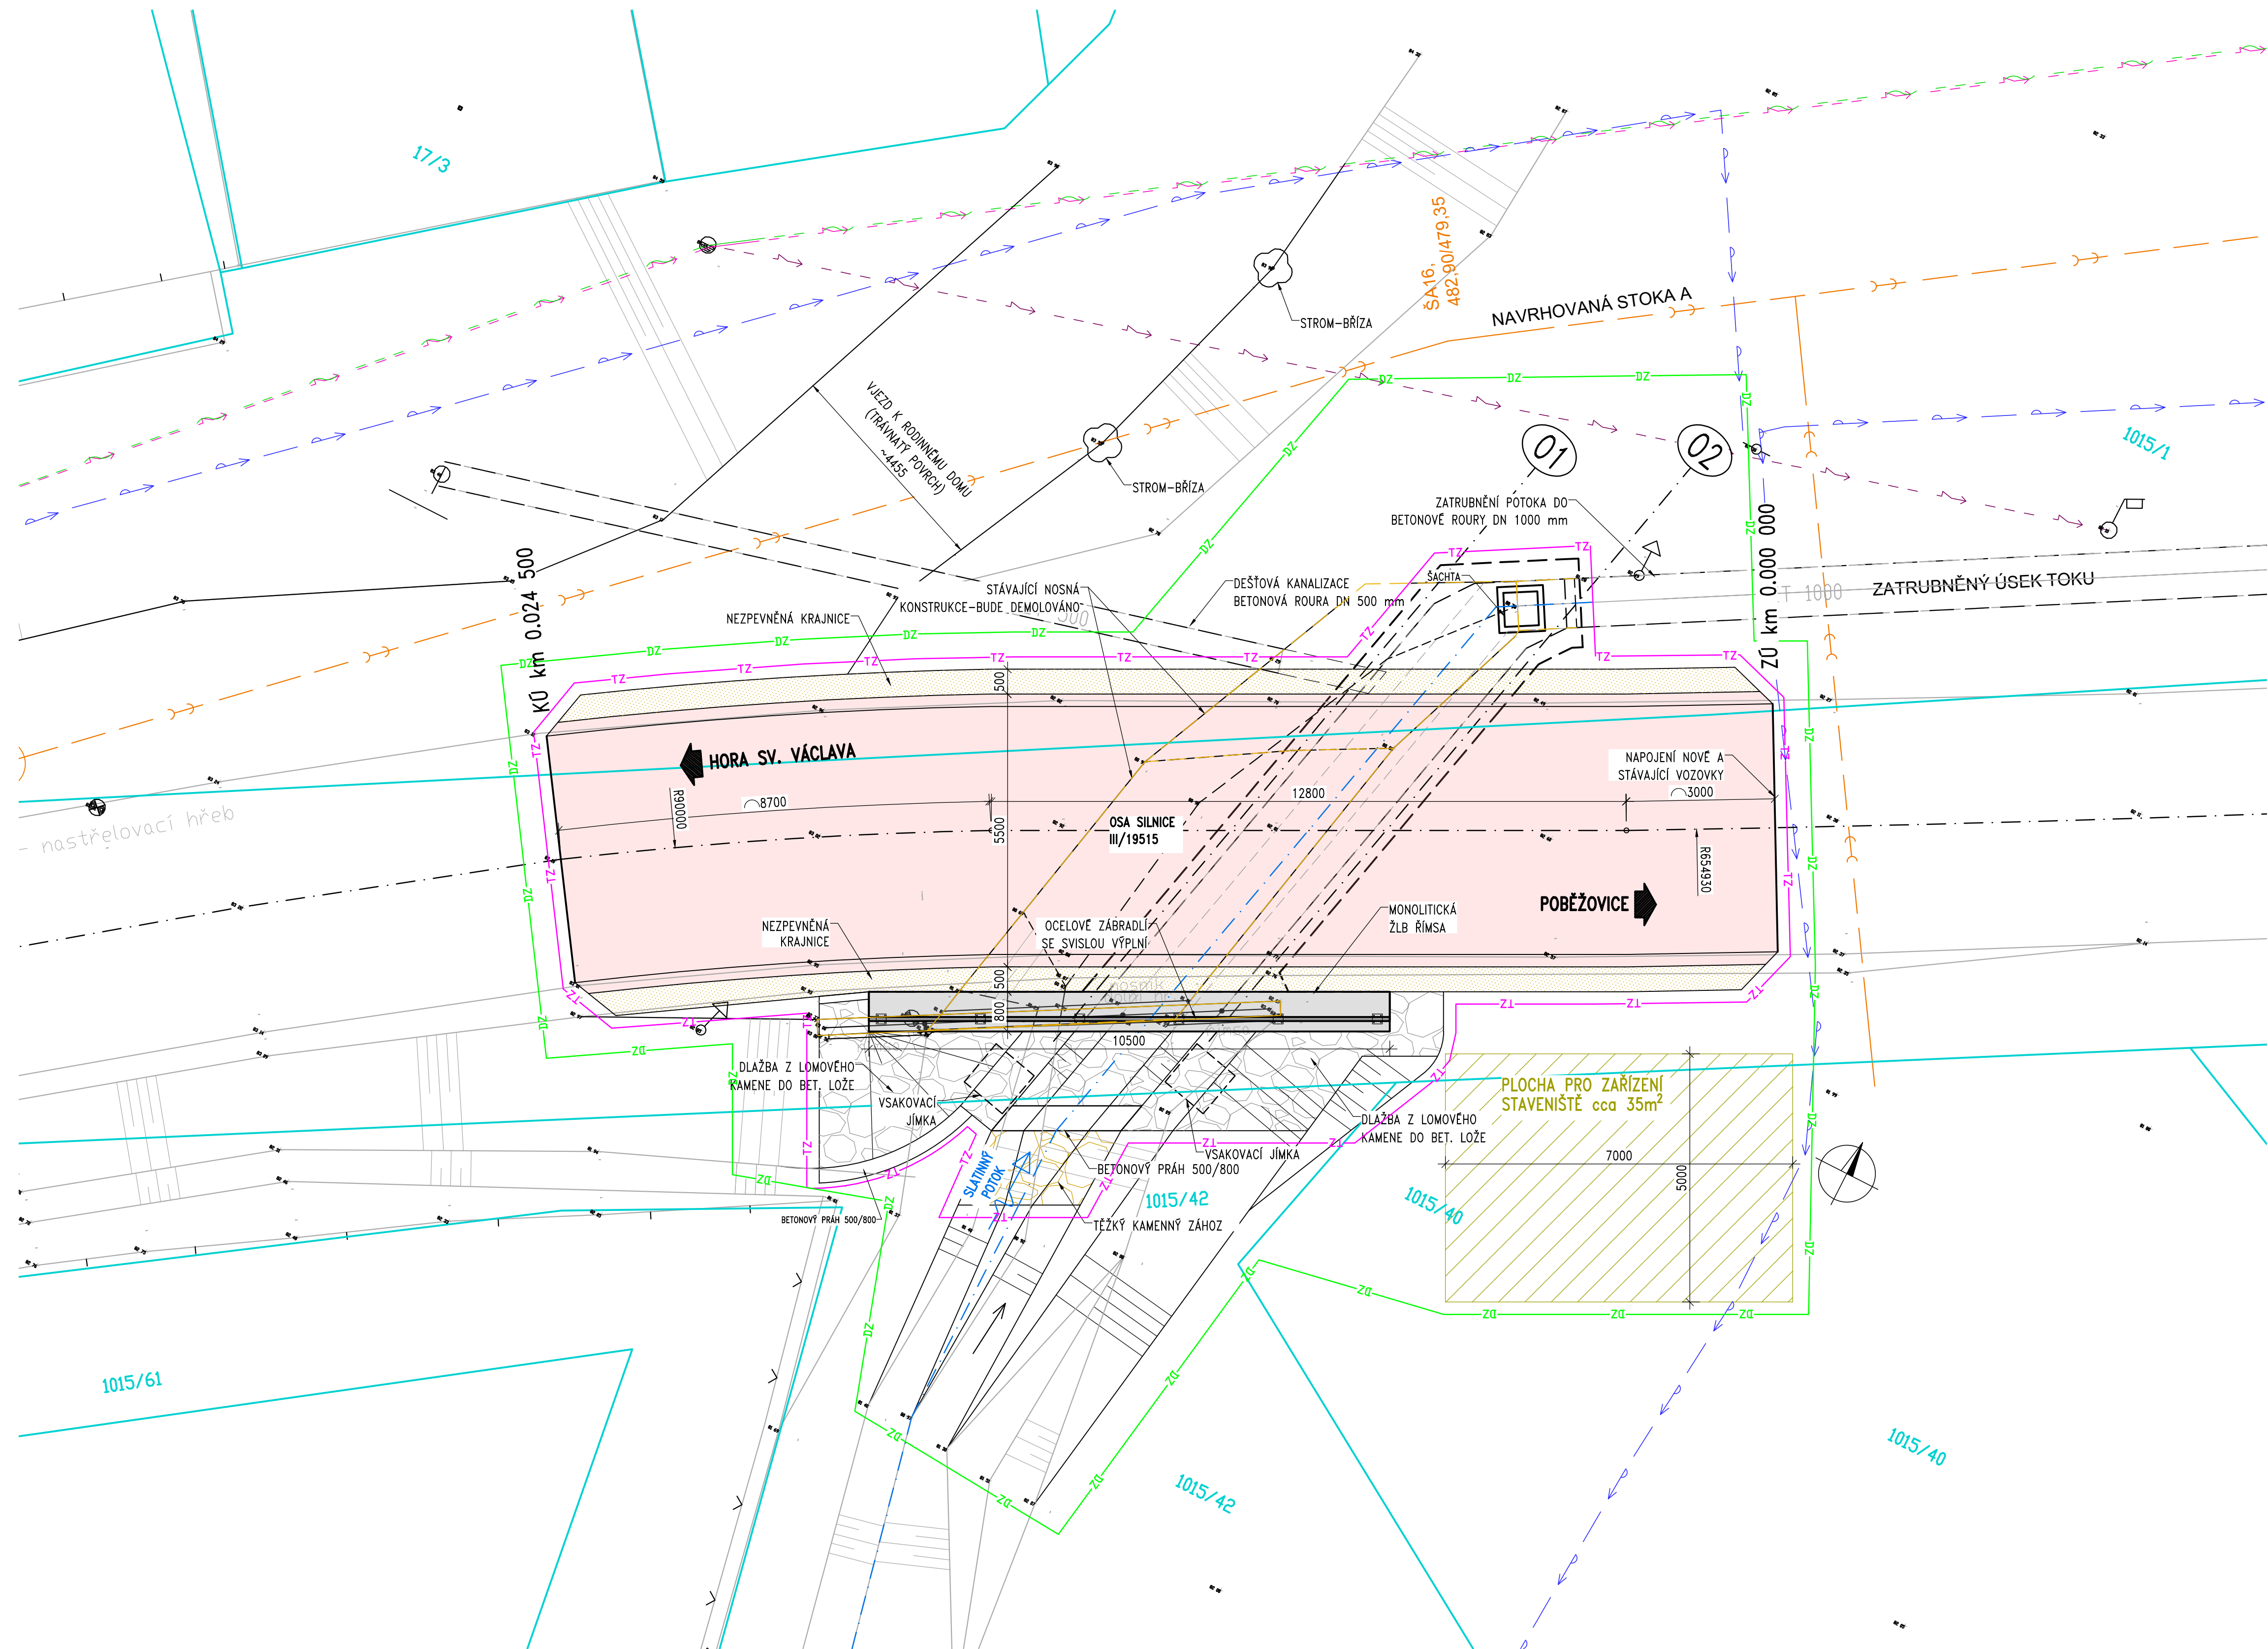 17/3
ŠA16,
482,90/479,35
NAVRHOVANÁ STOKA A
STROM-BŘÍZA
STROM-BŘÍZA
VJEZD K RODINNÉMU DOMU
(TRÁVNATÝ POVRCH)
~4455
01
02
1015/1
ZATRUBNĚNÍ POTOKA DO
BETONOVÉ ROURY DN 1000 mm
KÚ km 0.024 500
ZÚ km 0.000 000
STÁVAJÍCÍ NOSNÁ
KONSTRUKCE-BUDE DEMOLOVÁNO
DEŠŤOVÁ KANALIZACE
BETONOVÁ ROURA DN 500 mm
ŠACHTA
T 1000
ZATRUBNĚNÝ ÚSEK TOKU
NEZPEVNĚNÁ KRAJNICE
500
HORA SV. VÁCLAVA
NAPOJENÍ NOVÉ A
STÁVAJÍCÍ VOZOVKY
R90000
8700
12800
3000
nastřelovací hřeb
5500
OSA SILNICE
III/19515
R654930
POBĚŽOVICE
NEZPEVNĚNÁ
KRAJNICE
OCELOVÉ ZÁBRADLÍ
SE SVISLOU VÝPLNÍ
MONOLITICKÁ
ŽLB ŘÍMSA
500
800
10500
DLAŽBA Z LOMOVÉHO
KAMENE DO BET. LOŽE
VSAKOVACÍ
JÍMKA
PLOCHA PRO ZAŘÍZENÍ
STAVENIŠTĚ cca 35m²
DLAŽBA Z LOMOVÉHO
KAMENE DO BET. LOŽE
VSAKOVACÍ JÍMKA
BETONOVÝ PRÁH 500/800
SLATINNÝ
POTOK
7000
5000
1015/42
1015/40
BETONOVÝ PRÁH 500/800
TĚŽKÝ KAMENNÝ ZÁHOZ
1015/61
1015/42
1015/40